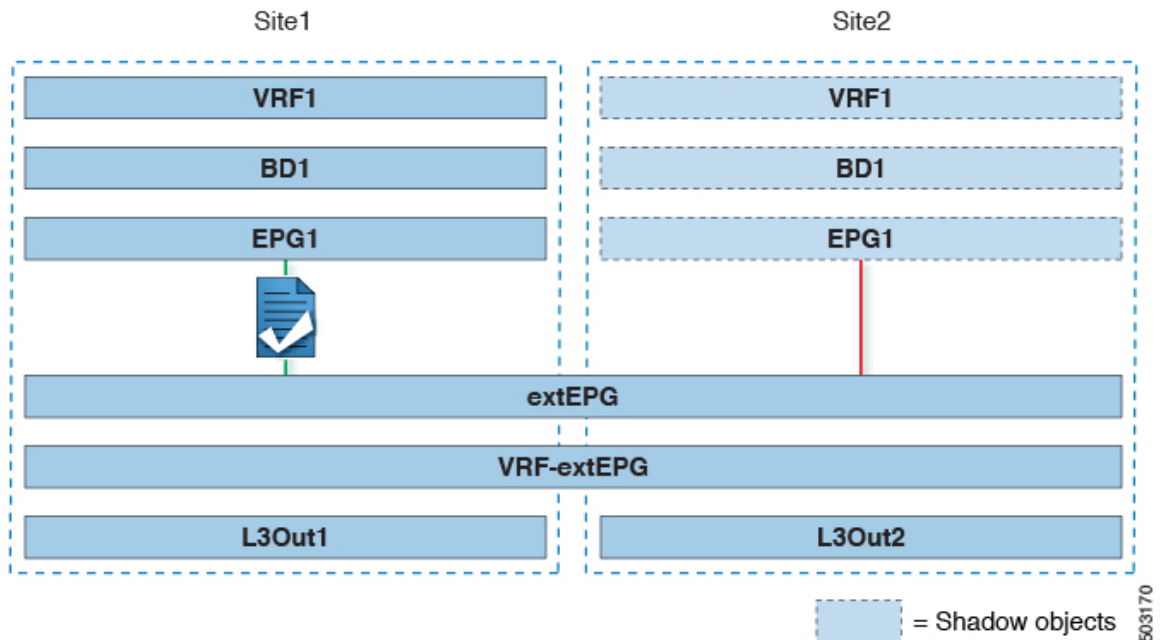 Site1
Site2
VRF1
VRF1
BD1
BD1
EPG1
EPG1
extEPG
VRF-extEPG
L3Out1
L3Out2
= Shadow objects
503170